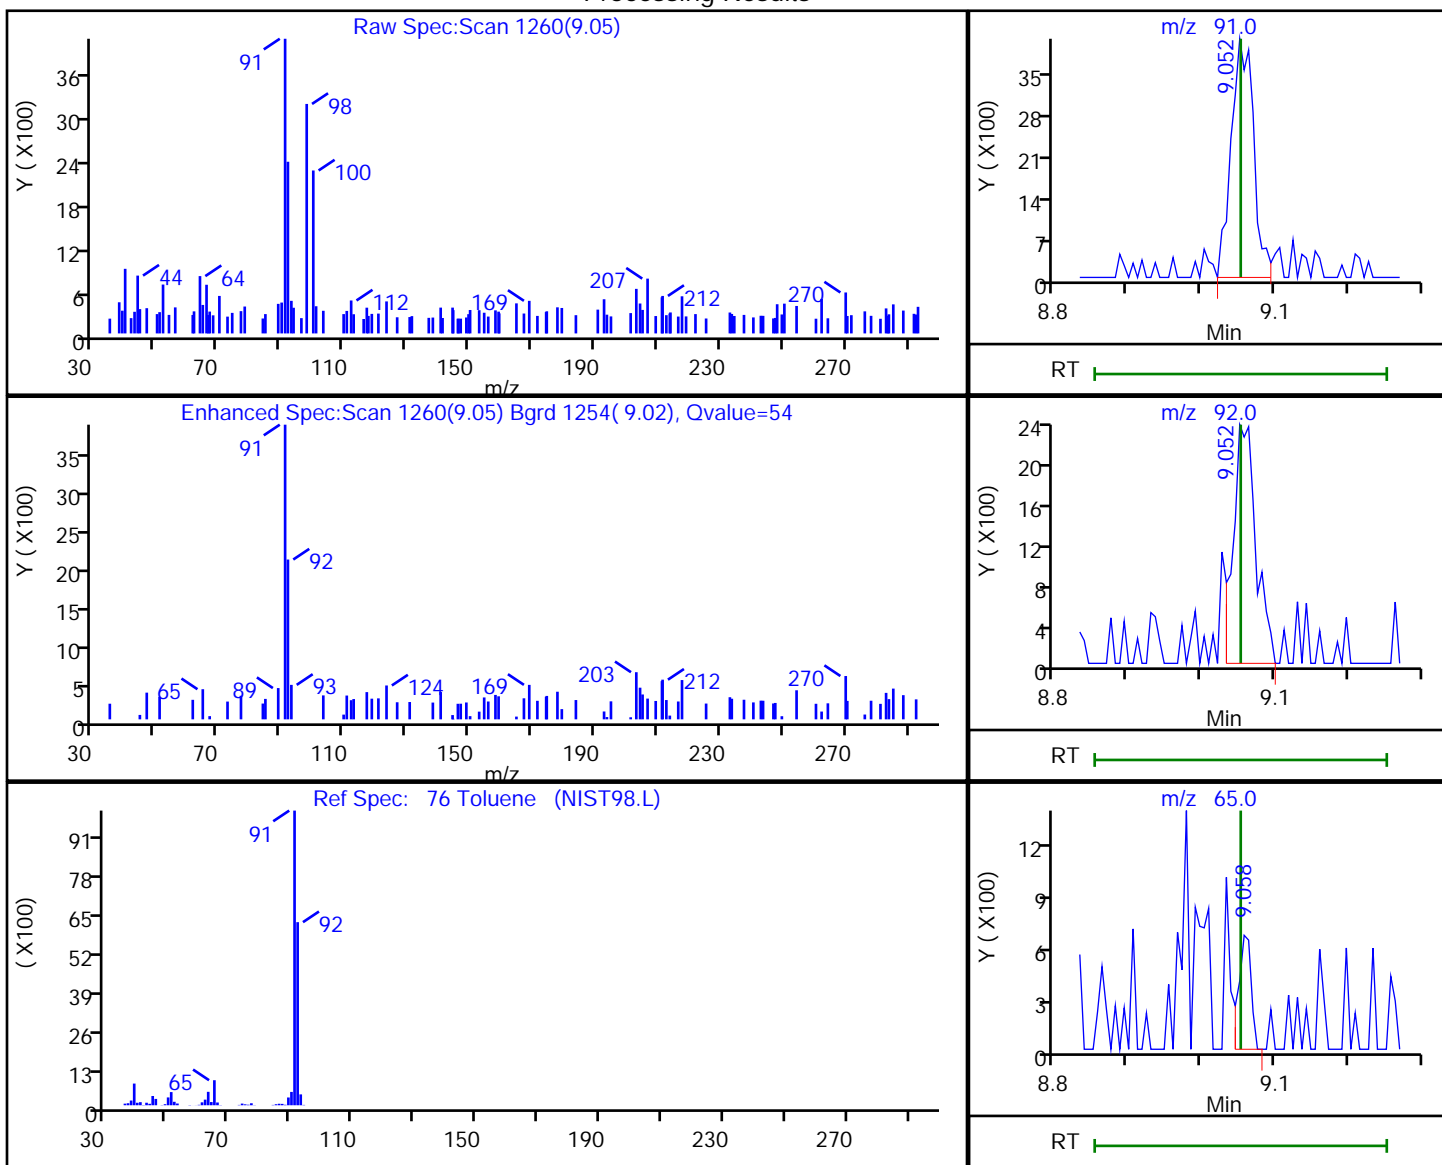 Processing Results
Raw Spec:Scan 1260(9.05)
Y ( X100)
36
30
24
18
12
6
0
91
98
100
44
64
112
169
207
212
270
30 70 110 150 190 230 270
m/z
m/z 91.0
9.052
Y ( X100)
35
28
21
14
7
0
8.8 9.1
Min
RT
Enhanced Spec:Scan 1260(9.05) Bgrd 1254( 9.02), Qvalue=54
Y ( X100)
35
30
25
20
15
10
5
0
91
92
65
89
93
124
169
203
212
270
30 70 110 150 190 230 270
m/z
m/z 92.0
9.052
Y ( X100)
24
20
16
12
8
4
0
8.8 9.1
Min
RT
Ref Spec: 76 Toluene (NIST98.L)
( X100)
91
78
65
52
39
26
13
0
91
92
65
30 70 110 150 190 230 270
m/z 65.0
9.058
Y ( X100)
12
9
6
3
0
8.8 9.1
Min
RT